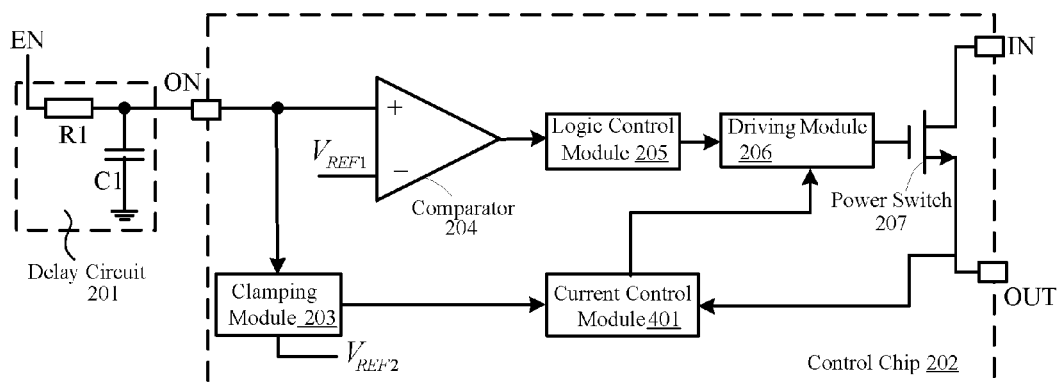 EN
ON
IN
R1
C1
+
−
V_REF1
Comparator
204
Logic Control
Module 205
Driving Module
206
Power Switch
207
Delay Circuit
201
Clamping
Module 203
V_REF2
Current Control
Module 401
OUT
Control Chip 202